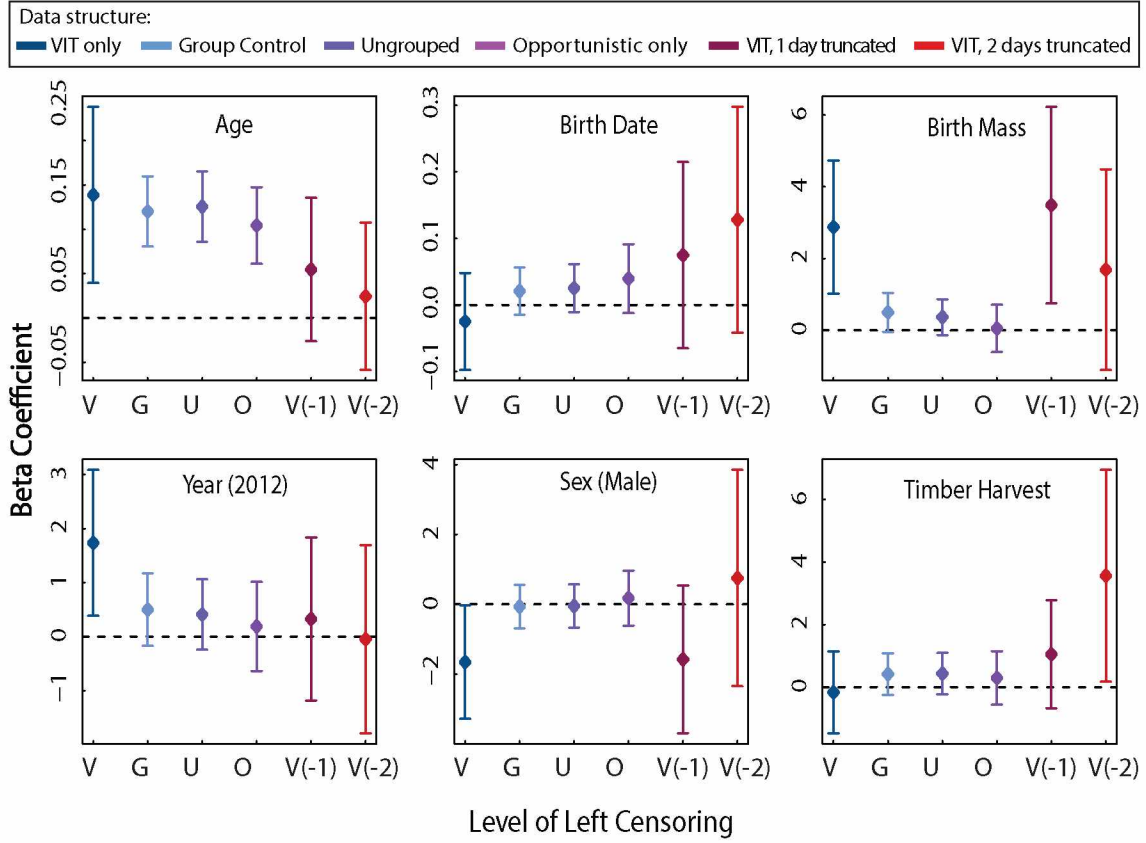 Data structure:
VIT only Group Control Ungrouped Opportunistic only VIT, 1 day truncated VIT, 2 days truncated
Beta Coefficient
Age
0.25
0.15
0.05
−0.05
V G U O V(-1) V(-2)
Birth Date
0.3
0.2
0.1
0.0
−0.1
V G U O V(-1) V(-2)
Birth Mass
6
4
2
0
V G U O V(-1) V(-2)
Year (2012)
3
2
1
0
−1
V G U O V(-1) V(-2)
Sex (Male)
4
2
0
−2
V G U O V(-1) V(-2)
Timber Harvest
6
4
2
0
V G U O V(-1) V(-2)
Level of Left Censoring